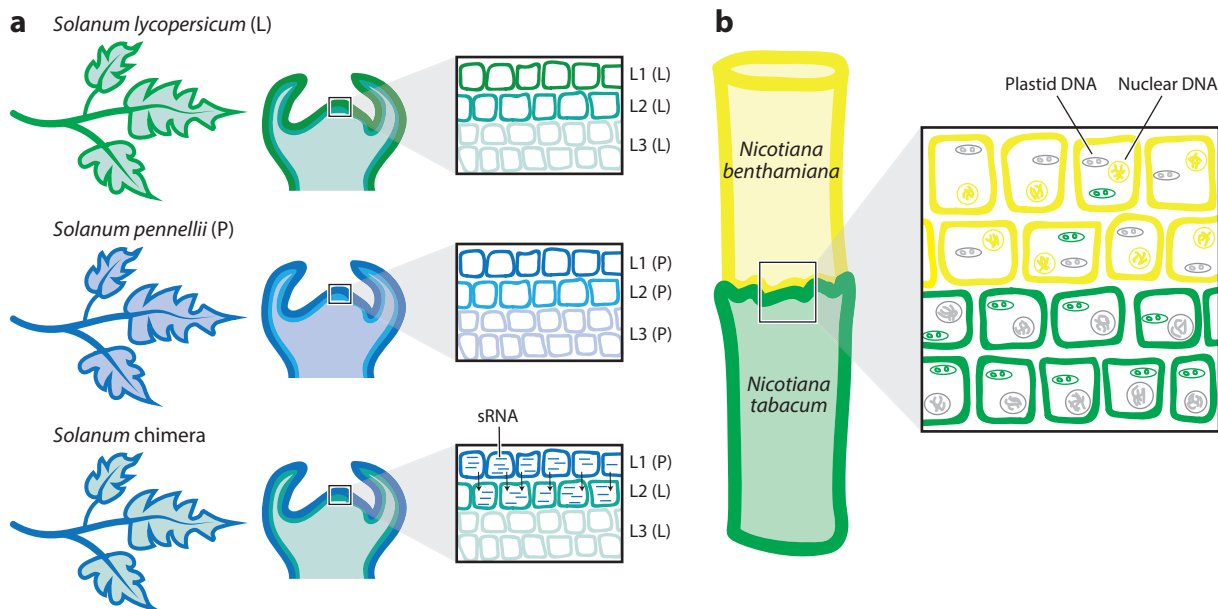 a
Solanum lycopersicum (L)
L1 (L)
L2 (L)
L3 (L)
Solanum pennellii (P)
L1 (P)
L2 (P)
L3 (P)
Solanum chimera
sRNA
L1 (P)
L2 (L)
L3 (L)
b
Nicotiana
benthamiana
Nicotiana
tabacum
Plastid DNA
Nuclear DNA